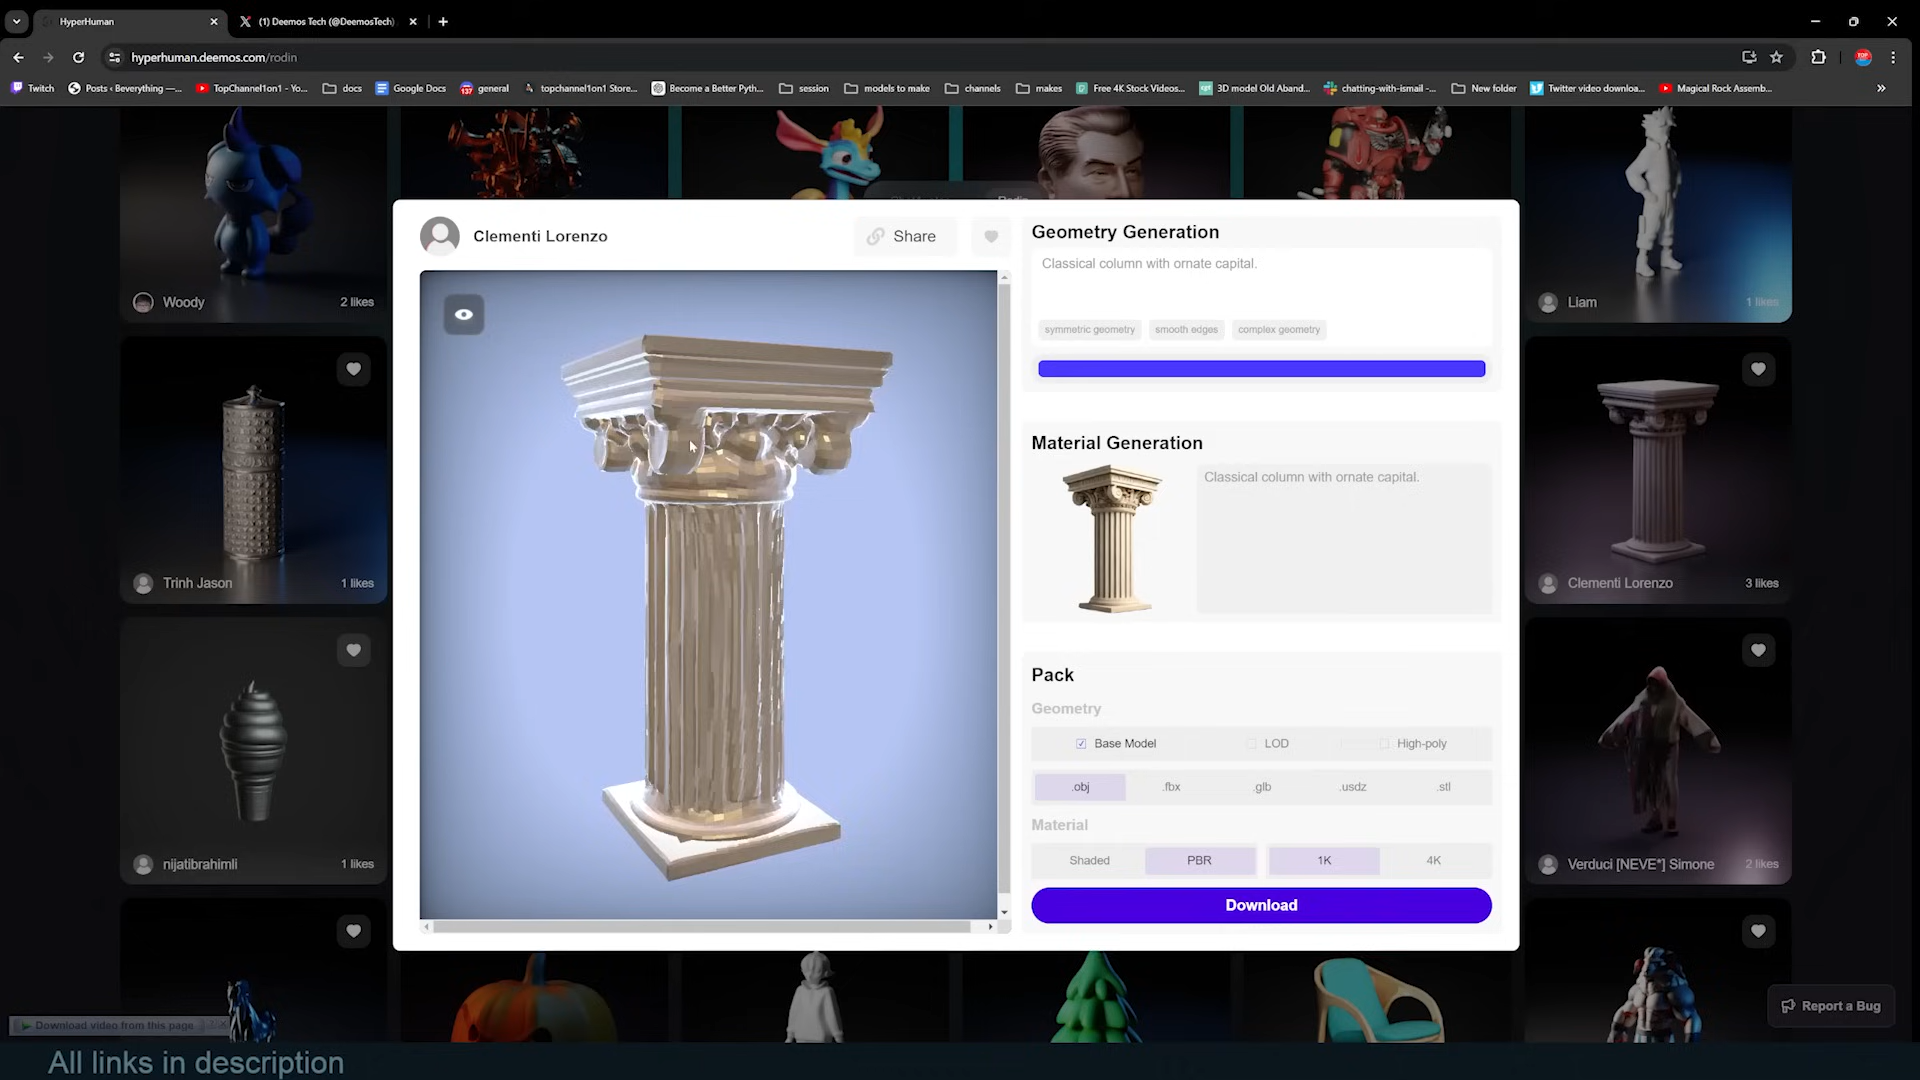 HyperHuman
(1) Deemos Tech (@DeemosTech)
hyperhuman.deemos.com/rodin
Twitch
Posts ‹ Beverything —...
TopChannel1on1 - Yo...
docs
Google Docs
137
general
topchannel1on1 Store...
Become a Better Pyth...
session
models to make
channels
makes
Free 4K Stock Videos...
3D model Old Aband...
chatting-with-ismail -...
New folder
Twitter video downloa...
Magical Rock Assemb...
Clementi Lorenzo
Share
Geometry Generation
Classical column with ornate capital.
symmetric geometry
smooth edges
complex geometry
Material Generation
Classical column with ornate capital.
Pack
Geometry
Base Model
LOD
High-poly
.obj
.fbx
.glb
.usdz
.stl
Material
Shaded
PBR
1K
4K
Download
Woody
2 likes
Liam
1 likes
Trinh Jason
1 likes
Clementi Lorenzo
3 likes
nijatibrahimli
1 likes
Verduci [NEVE*] Simone
2 likes
Report a Bug
Download video from this page
All links in description